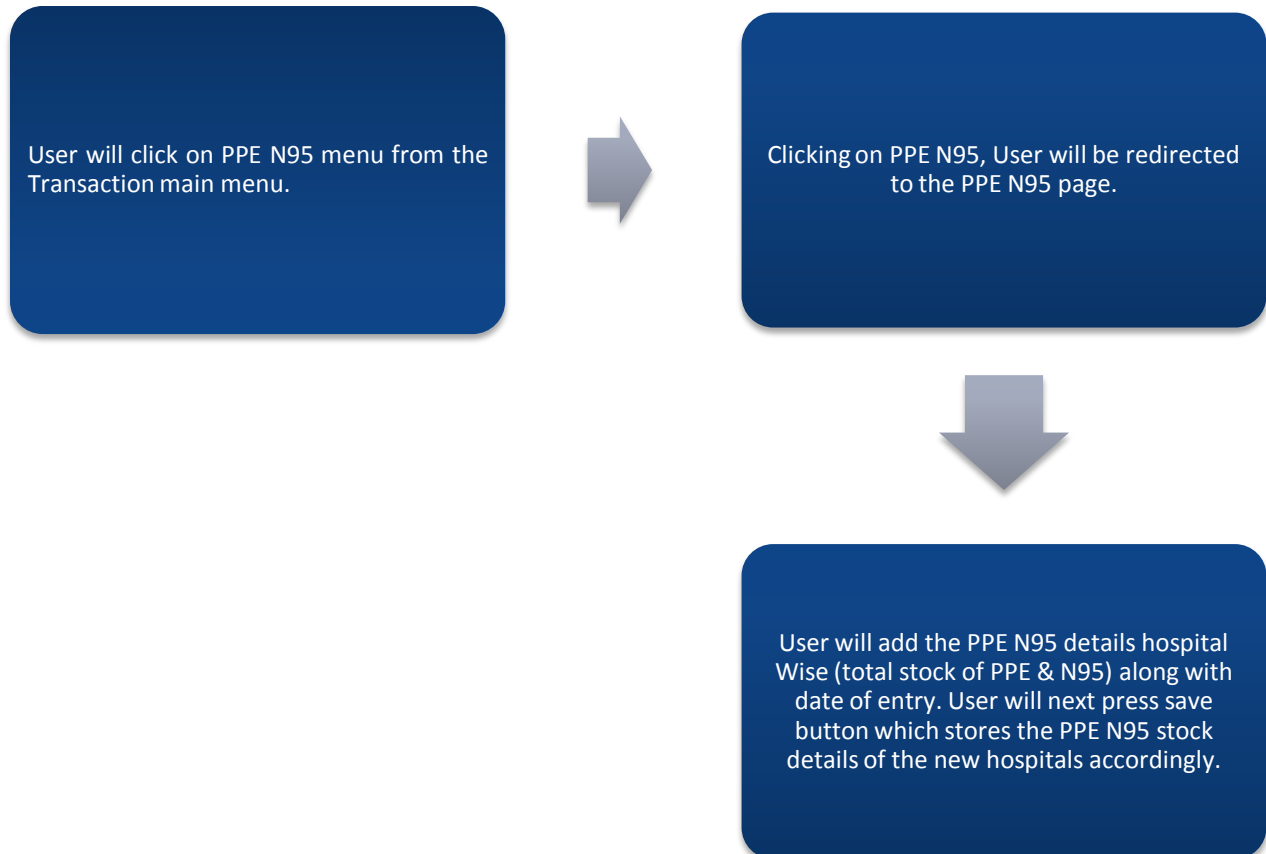 User will click on PPE N95 menu from the
Transaction main menu.
Clicking on PPE N95, User will be redirected
to the PPE N95 page.
User will add the PPE N95 details hospital
Wise (total stock of PPE & N95) along with
date of entry. User will next press save
button which stores the PPE N95 stock
details of the new hospitals accordingly.